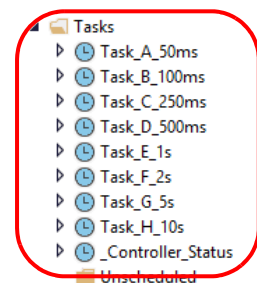 Tasks
Task_A_50ms
Task_B_100ms
Task_C_250ms
Task_D_500ms
Task_E_1s
Task_F_2s
Task_G_5s
Task_H_10s
_Controller_Status
Unscheduled